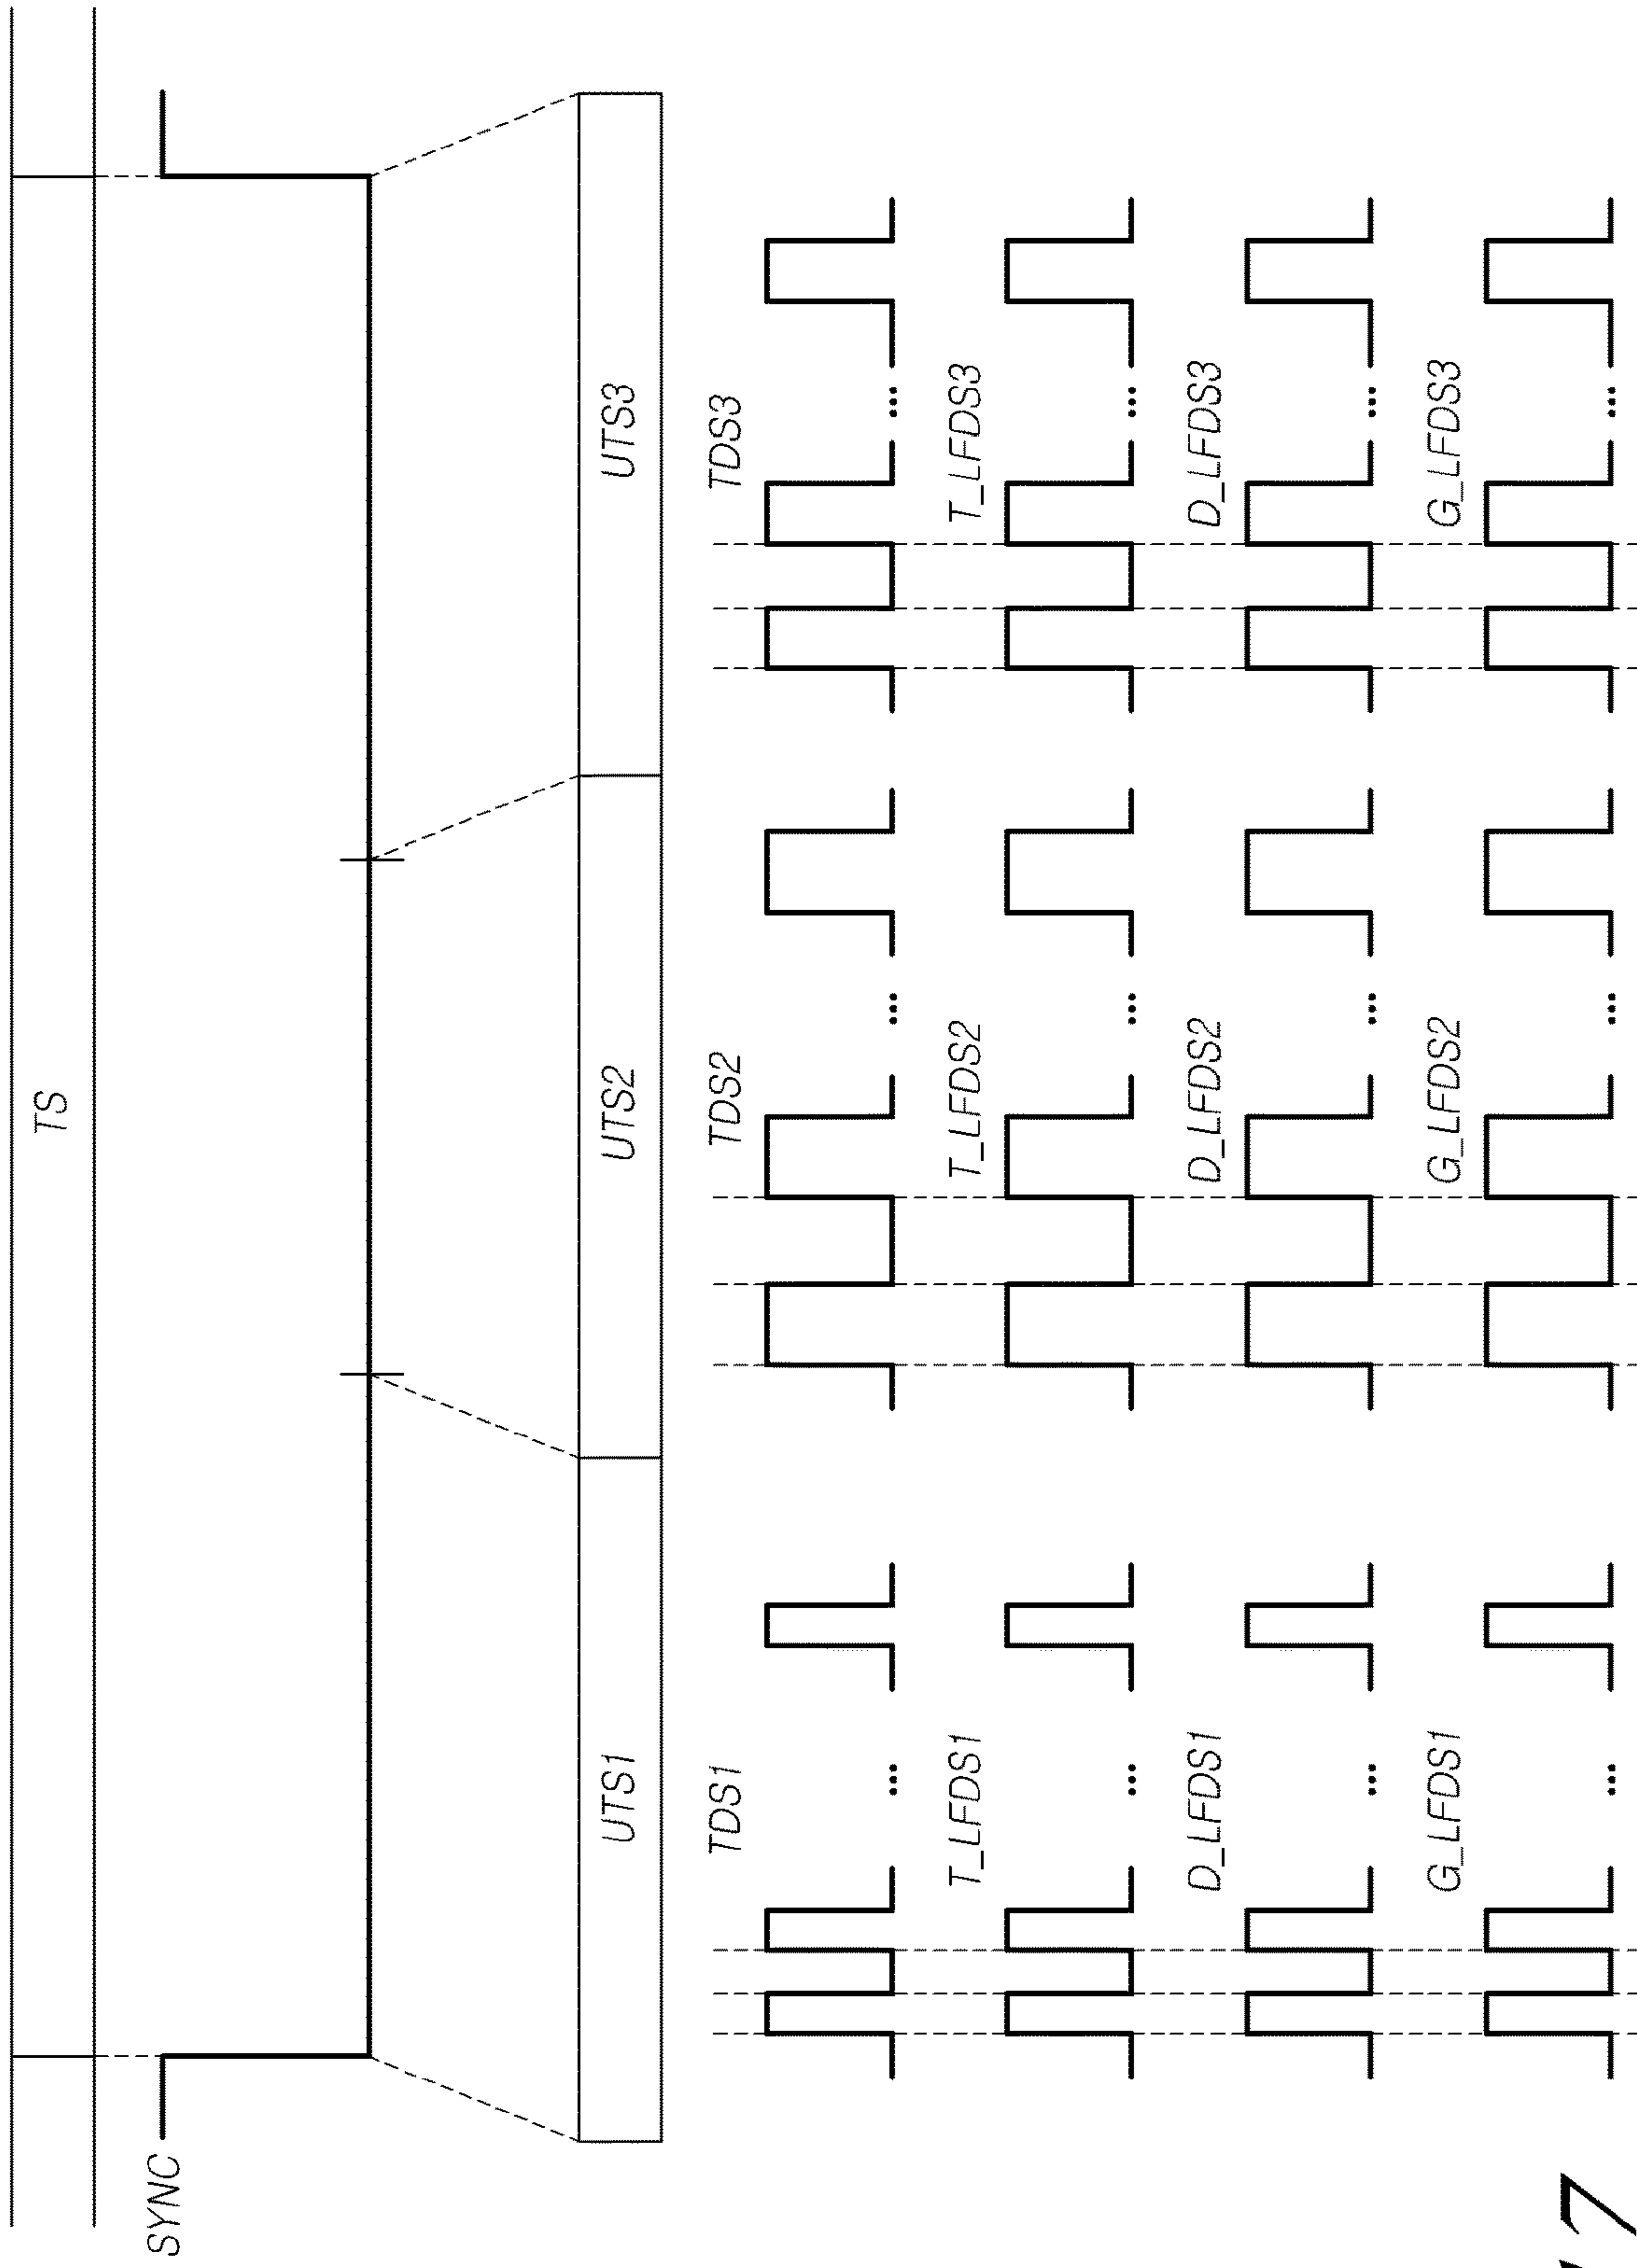 TS
SYNC
UTS1 UTS2 UTS3
TDS1 TDS2 TDS3
... ... ...
T_LFDS1 T_LFDS2 T_LFDS3
... ... ...
D_LFDS1 D_LFDS2 D_LFDS3
... ... ...
G_LFDS1 G_LFDS2 G_LFDS3
... ... ...